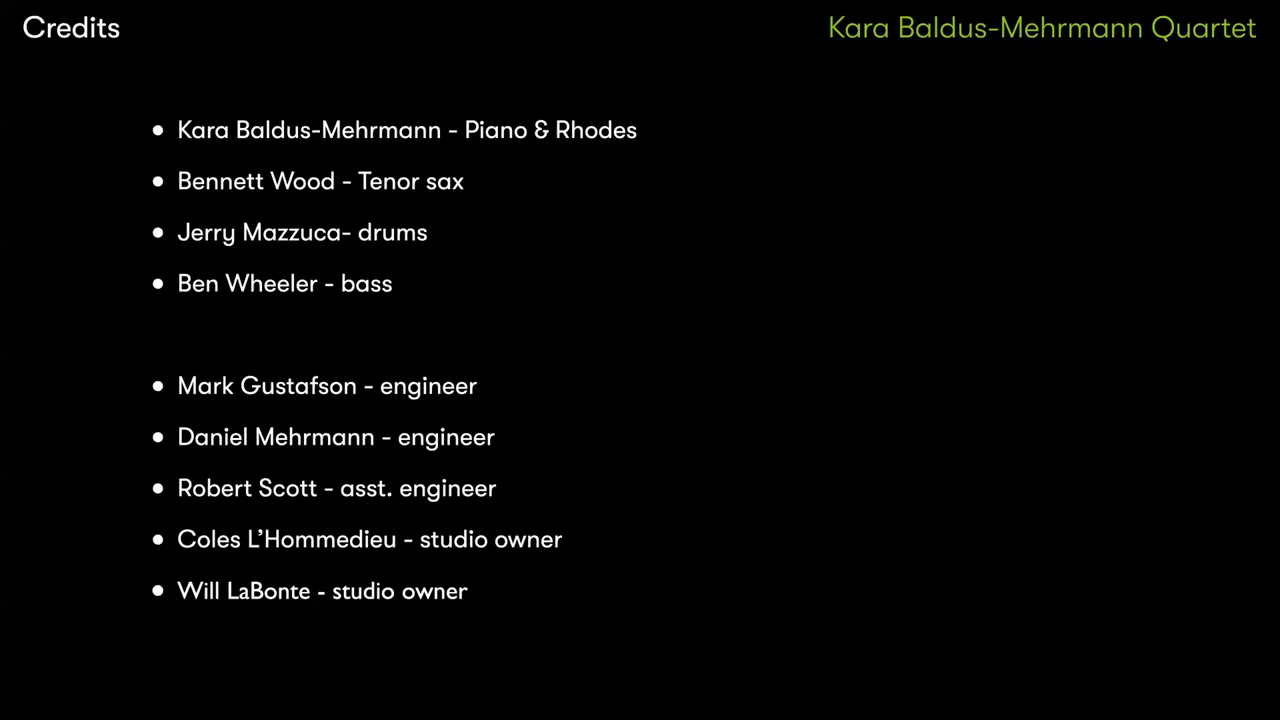 Credits
Kara Baldus-Mehrmann Quartet
• Kara Baldus-Mehrmann - Piano & Rhodes
• Bennett Wood - Tenor sax
• Jerry Mazzuca- drums
• Ben Wheeler - bass
• Mark Gustafson - engineer
• Daniel Mehrmann - engineer
• Robert Scott - asst. engineer
• Coles L’Hommedieu - studio owner
• Will LaBonte - studio owner